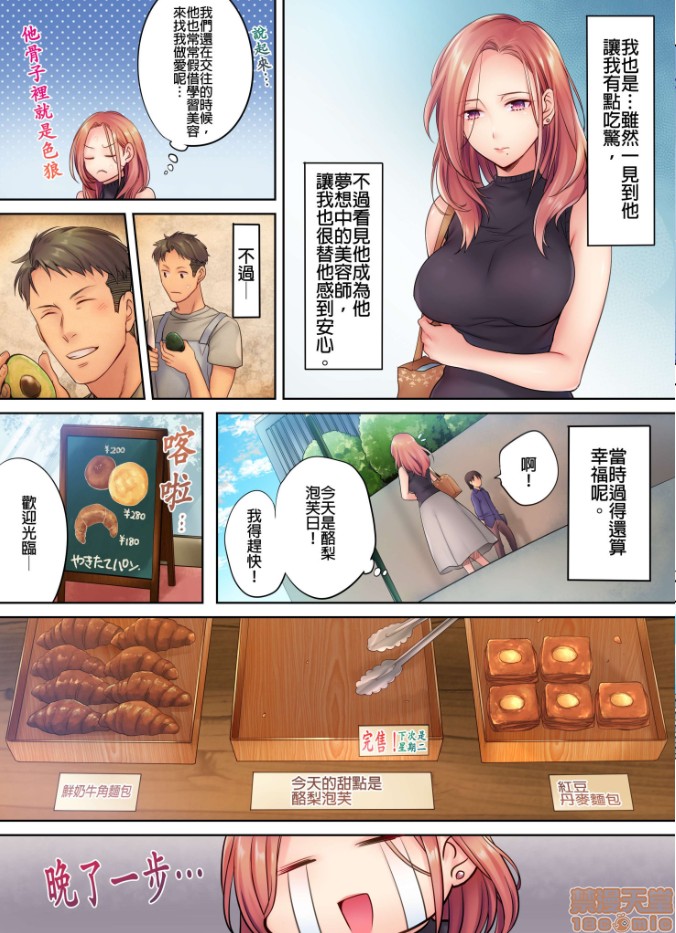 我也是…雖然一見到他
讓我有點吃驚，
不過看見他成為他
夢想中的美容師，
讓我也很替他感到安心。
說起來…
我們還在交往的時候，
他也常常假借學習美容
來找我做愛呢…
他骨子裡就是色狼
不過──
當時過得還算
幸福呢。
啊！
今天是酪梨
泡芙日！
我得趕快！
喀啦…
¥200
¥280
¥180
やきたてパン
歡迎光臨──
鮮奶牛角麵包
完售！下次是
星期二
今天的甜點是
酪梨泡芙
紅豆
丹麥麵包
晚了一步…
禁漫天堂